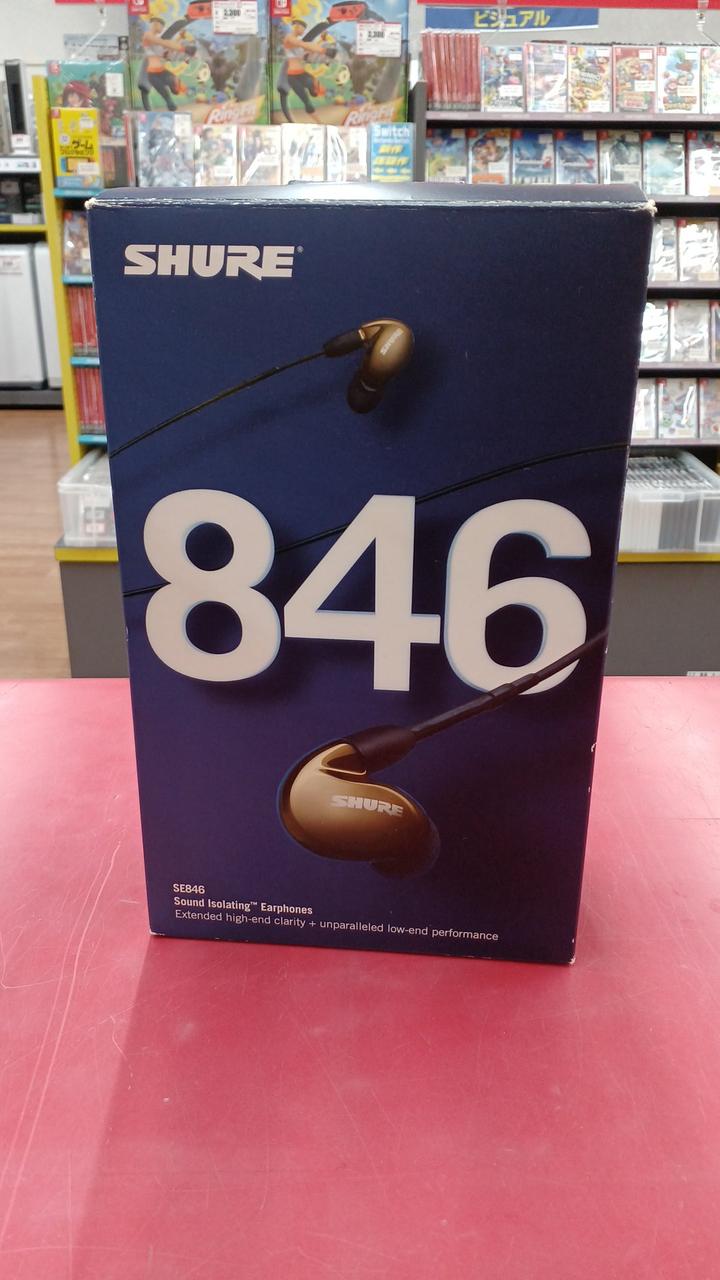 ビジュアル
Switch
SHURE
SHURE
846
SHURE
SE846
Sound Isolating™ Earphones
Extended high-end clarity + unparalleled low-end performance